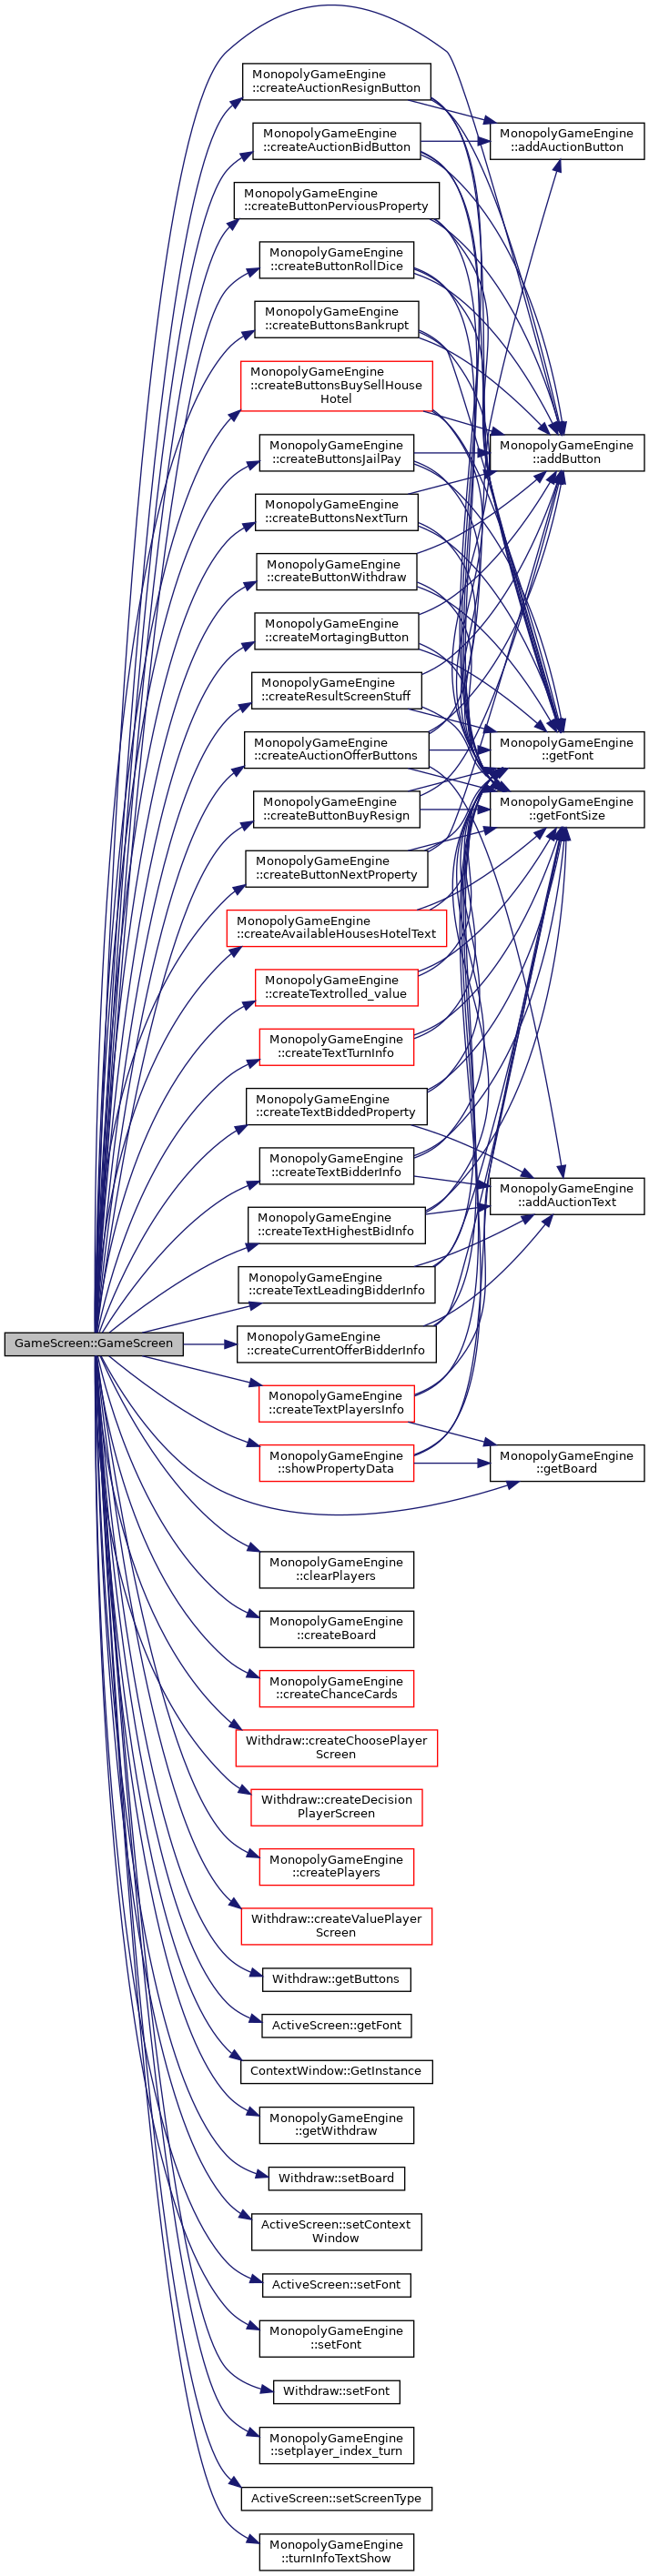 MonopolyGameEngine
::createAuctionResignButton
MonopolyGameEngine
::createAuctionBidButton
MonopolyGameEngine
::createButtonPerviousProperty
MonopolyGameEngine
::createButtonRollDice
MonopolyGameEngine
::createButtonsBankrupt
MonopolyGameEngine
::createButtonsBuySellHouse
Hotel
MonopolyGameEngine
::createButtonsJailPay
MonopolyGameEngine
::createButtonsNextTurn
MonopolyGameEngine
::createButtonWithdraw
MonopolyGameEngine
::createMortagingButton
MonopolyGameEngine
::createResultScreenStuff
MonopolyGameEngine
::createAuctionOfferButtons
MonopolyGameEngine
::createButtonBuyResign
MonopolyGameEngine
::createButtonNextProperty
MonopolyGameEngine
::createAvailableHousesHotelText
MonopolyGameEngine
::createTextrolled_value
MonopolyGameEngine
::createTextTurnInfo
MonopolyGameEngine
::createTextBiddedProperty
MonopolyGameEngine
::createTextBidderInfo
MonopolyGameEngine
::createTextHighestBidInfo
MonopolyGameEngine
::createTextLeadingBidderInfo
GameScreen::GameScreen
MonopolyGameEngine
::createCurrentOfferBidderInfo
MonopolyGameEngine
::createTextPlayersInfo
MonopolyGameEngine
::showPropertyData
MonopolyGameEngine
::clearPlayers
MonopolyGameEngine
::createBoard
MonopolyGameEngine
::createChanceCards
Withdraw::createChoosePlayer
Screen
Withdraw::createDecision
PlayerScreen
MonopolyGameEngine
::createPlayers
Withdraw::createValuePlayer
Screen
Withdraw::getButtons
ActiveScreen::getFont
ContextWindow::GetInstance
MonopolyGameEngine
::getWithdraw
Withdraw::setBoard
ActiveScreen::setContext
Window
ActiveScreen::setFont
MonopolyGameEngine
::setFont
Withdraw::setFont
MonopolyGameEngine
::setplayer_index_turn
ActiveScreen::setScreenType
MonopolyGameEngine
::turnInfoTextShow
MonopolyGameEngine
::addAuctionButton
MonopolyGameEngine
::addButton
MonopolyGameEngine
::getFont
MonopolyGameEngine
::getFontSize
MonopolyGameEngine
::addAuctionText
MonopolyGameEngine
::getBoard